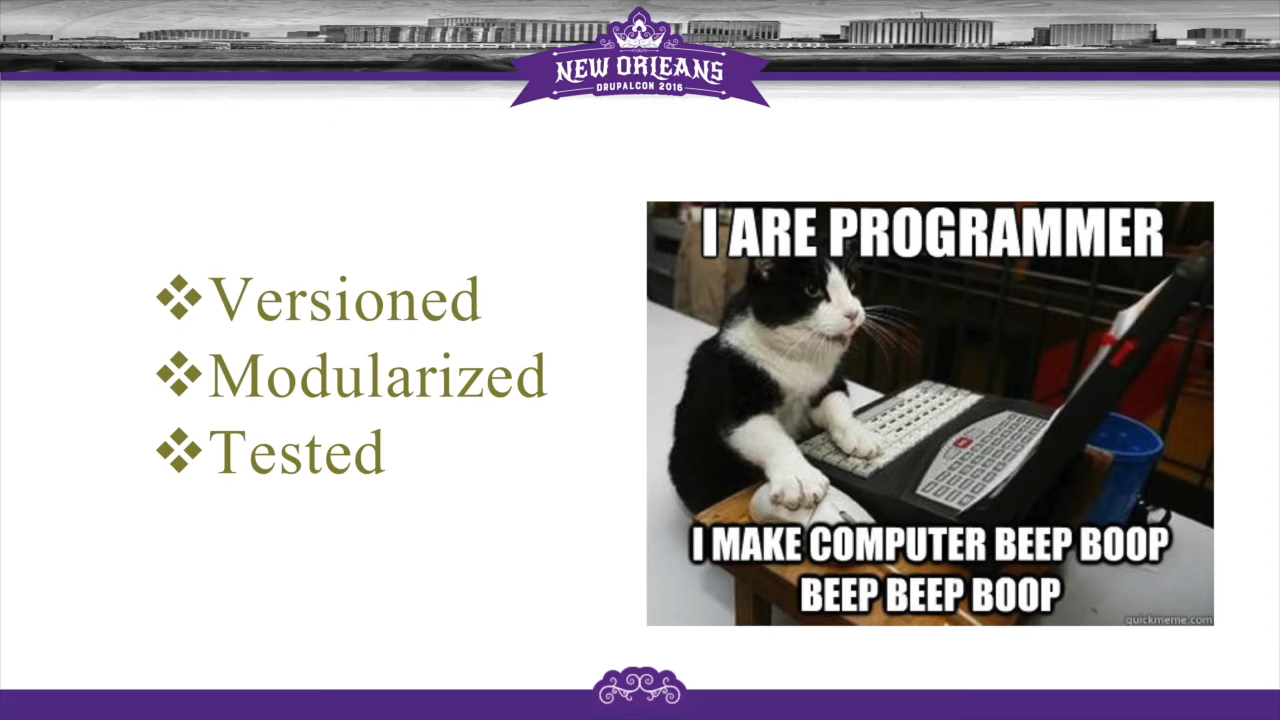 NEW ORLEANS
DRUPALCON 2016
❖Versioned
❖Modularized
❖Tested
I ARE PROGRAMMER
I MAKE COMPUTER BEEP BOOP
BEEP BEEP BOOP
quickmeme.com